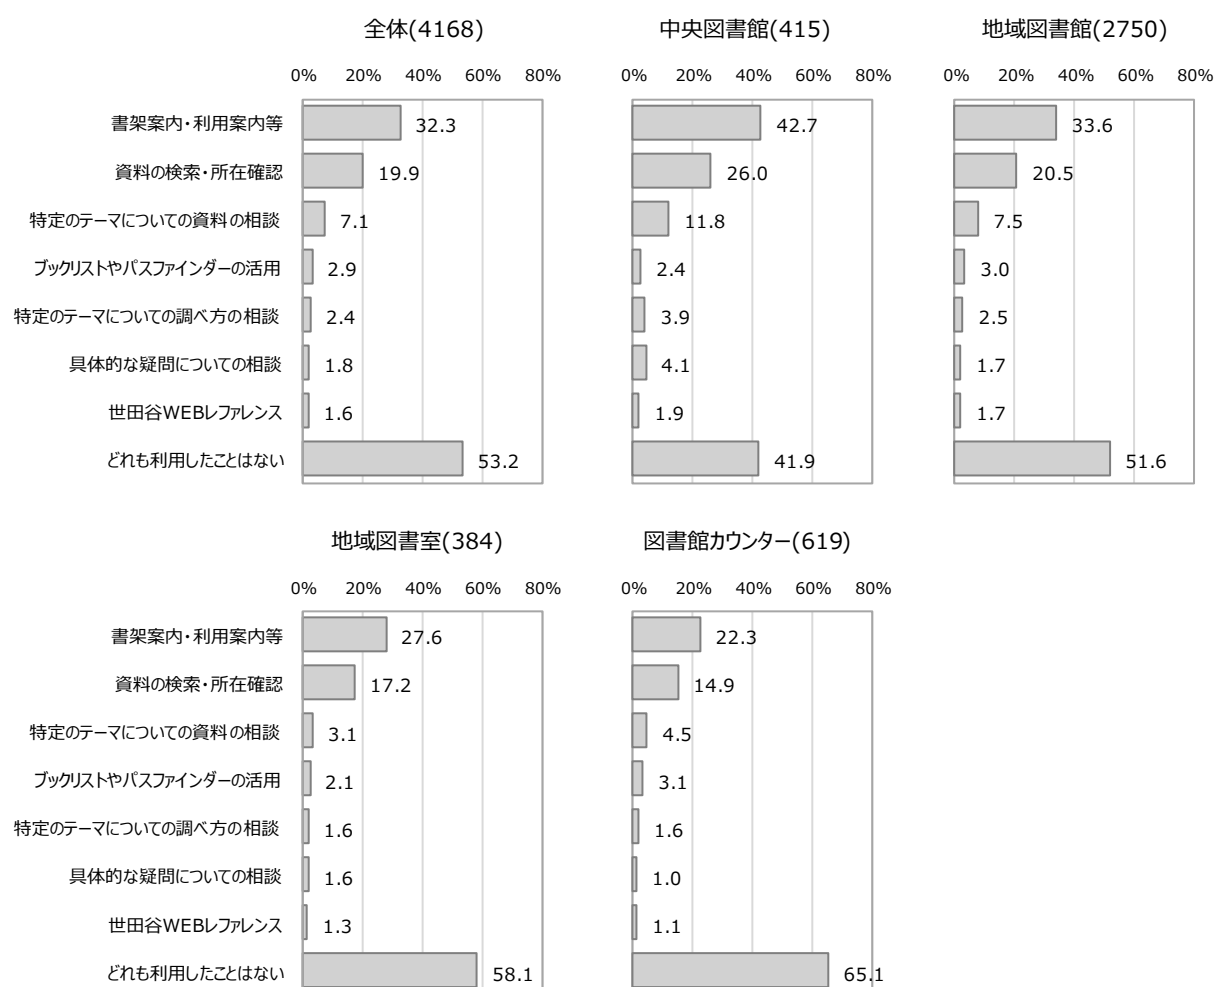 全体(4168) 中央図書館(415) 地域図書館(2750)
0% 20% 40% 60% 80% 0% 20% 40% 60% 80% 0% 20% 40% 60% 80%
書架案内・利用案内等 32.3 42.7 33.6
資料の検索・所在確認 19.9 26.0 20.5
特定のテーマについての資料の相談 7.1 11.8 7.5
ブックリストやパスファインダーの活用 2.9 2.4 3.0
特定のテーマについての調べ方の相談 2.4 3.9 2.5
具体的な疑問についての相談 1.8 4.1 1.7
世田谷WEBレファレンス 1.6 1.9 1.7
どれも利用したことはない 53.2 41.9 51.6
地域図書室(384) 図書館カウンター(619)
0% 20% 40% 60% 80% 0% 20% 40% 60% 80%
書架案内・利用案内等 27.6 22.3
資料の検索・所在確認 17.2 14.9
特定のテーマについての資料の相談 3.1 4.5
ブックリストやパスファインダーの活用 2.1 3.1
特定のテーマについての調べ方の相談 1.6 1.6
具体的な疑問についての相談 1.6 1.0
世田谷WEBレファレンス 1.3 1.1
どれも利用したことはない 58.1 65.1